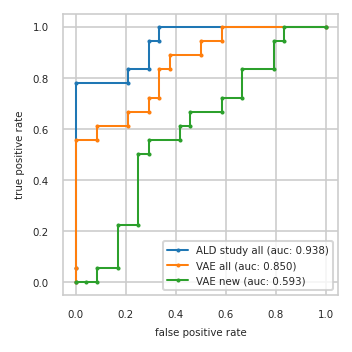 1.0
0.8
0.6
0.4
0.2
0.0
true positive rate
ALD study all (auc: 0.938)
VAE all (auc: 0.850)
VAE new (auc: 0.593)
0.0 0.2 0.4 0.6 0.8 1.0
false positive rate